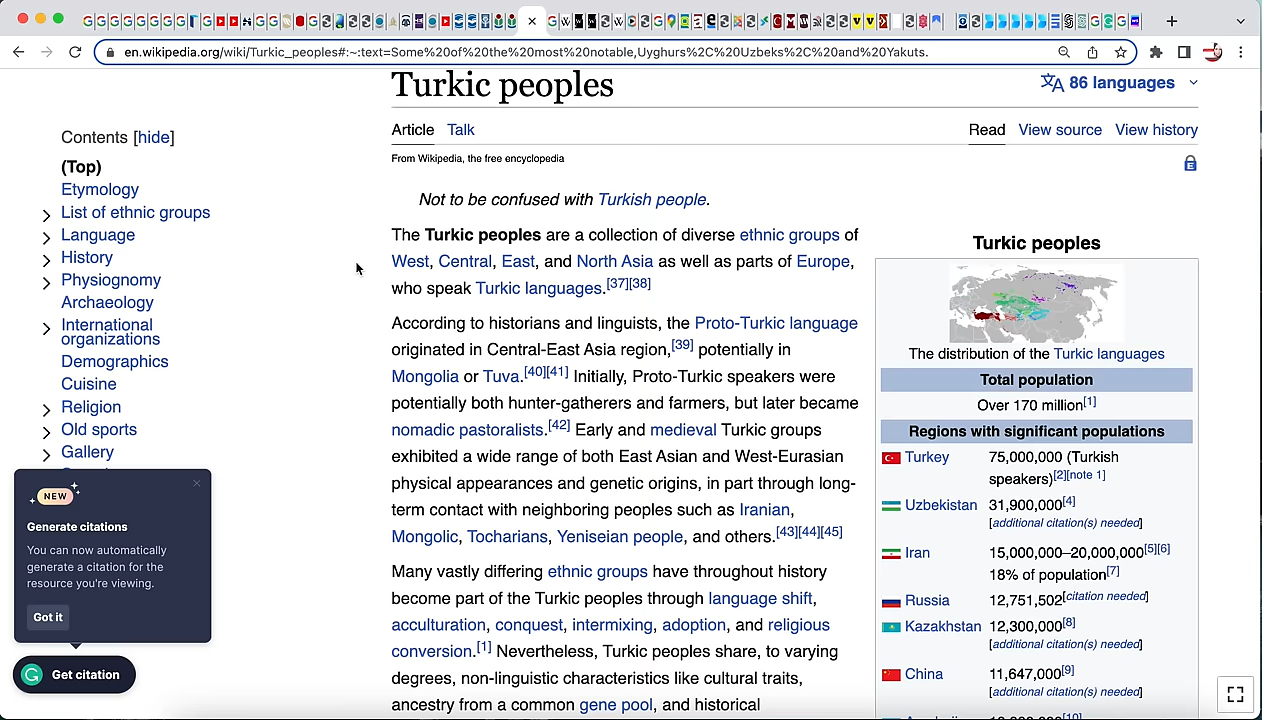 en.wikipedia.org/wiki/Turkic_peoples#:~:text=Some%20of%20the%20most%20notable,Uyghurs%2C%20Uzbeks%2C%20and%20Yakuts.
Turkic peoples
86 languages
Article Talk
Read View source View history
From Wikipedia, the free encyclopedia
Contents [hide]
(Top)
Etymology
List of ethnic groups
Language
History
Physiognomy
Archaeology
International
organizations
Demographics
Cuisine
Religion
Old sports
Gallery
Not to be confused with Turkish people.
The Turkic peoples are a collection of diverse ethnic groups of
West, Central, East, and North Asia as well as parts of Europe,
who speak Turkic languages.[37][38]
According to historians and linguists, the Proto-Turkic language
originated in Central-East Asia region,[39] potentially in
Mongolia or Tuva.[40][41] Initially, Proto-Turkic speakers were
potentially both hunter-gatherers and farmers, but later became
nomadic pastoralists.[42] Early and medieval Turkic groups
exhibited a wide range of both East Asian and West-Eurasian
physical appearances and genetic origins, in part through long-
term contact with neighboring peoples such as Iranian,
Mongolic, Tocharians, Yeniseian people, and others.[43][44][45]
Many vastly differing ethnic groups have throughout history
become part of the Turkic peoples through language shift,
acculturation, conquest, intermixing, adoption, and religious
conversion.[1] Nevertheless, Turkic peoples share, to varying
degrees, non-linguistic characteristics like cultural traits,
ancestry from a common gene pool, and historical
Turkic peoples
The distribution of the Turkic languages
Total population
Over 170 million[1]
Regions with significant populations
Turkey 75,000,000 (Turkish
speakers)[2][note 1]
Uzbekistan 31,900,000[4]
[additional citation(s) needed]
Iran 15,000,000–20,000,000[5][6]
18% of population[7]
Russia 12,751,502[citation needed]
Kazakhstan 12,300,000[8]
[additional citation(s) needed]
China 11,647,000[9]
[additional citation(s) needed]
NEW
Generate citations
You can now automatically
generate a citation for the
resource you're viewing.
Got it
Get citation